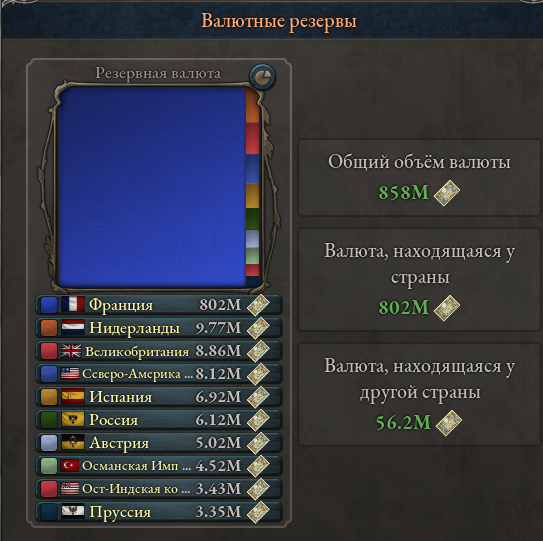 Валютные резервы
Резервная валюта
Франция 802M
Нидерланды 9.77M
Великобритания 8.86M
Северо-Америка ... 8.12M
Испания 6.92M
Россия 6.12M
Австрия 5.02M
Османская Имп ... 4.52M
Ост-Индская ко ... 3.43M
Пруссия 3.35M
Общий объём валюты
858M
Валюта, находящаяся у
страны
802M
Валюта, находящаяся у
другой страны
56.2M